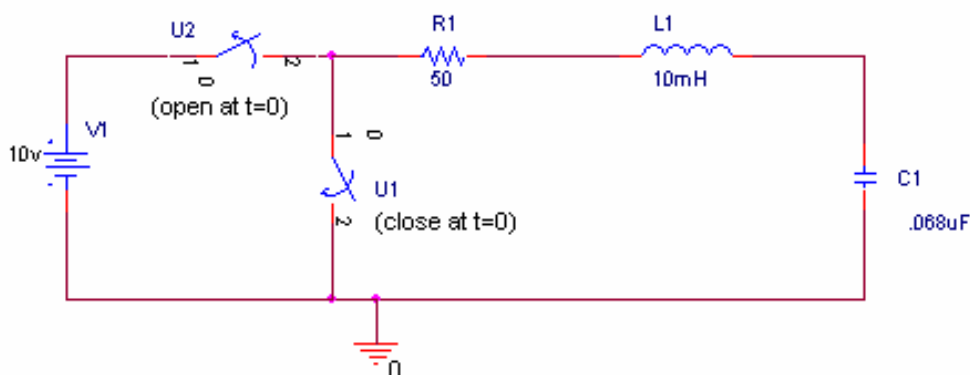 U2
R1
L1
1
2
0
50
10mH
(open at t=0)
V1
10v
1
0
U1
(close at t=0)
2
C1
.068uF
0